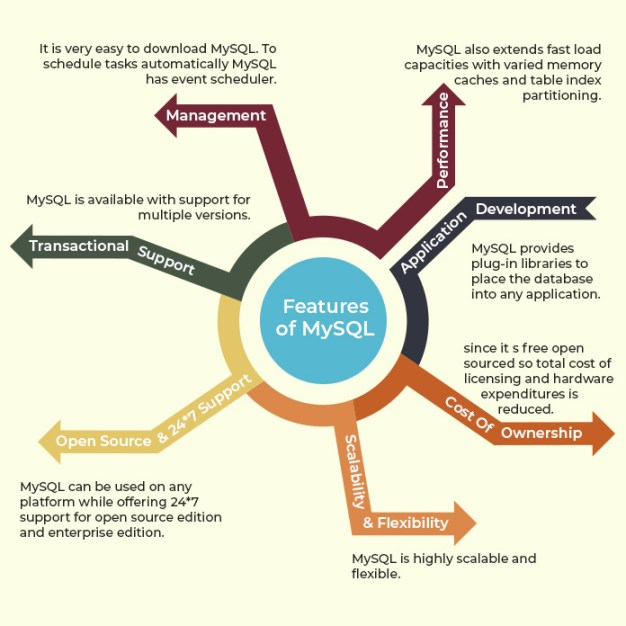 It is very easy to download MySQL. To
schedule tasks automatically MySQL
has event scheduler.
Management
MySQL also extends fast load
capacities with varied memory
caches and table index
partitioning.
Performance
MySQL is available with support for
multiple versions.
Transactional Support
Application Development
MySQL provides
plug-in libraries to
place the database
into any application.
Features
of MySQL
since it s free open
sourced so total cost of
licensing and hardware
expenditures is
reduced.
Cost Of Ownership
Open Source & 24*7 Support
MySQL can be used on any
platform while offering 24*7
support for open source edition
and enterprise edition.
Scalability
& Flexibility
MySQL is highly scalable and
flexible.